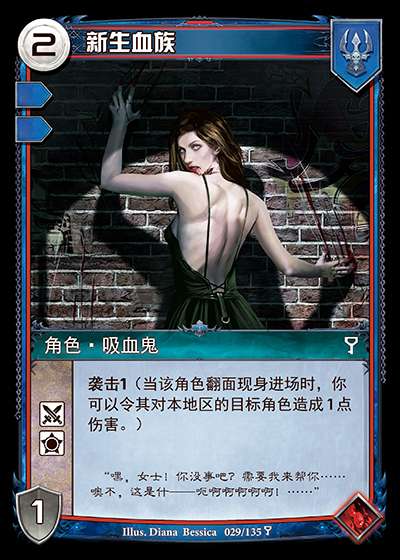 2
新生血族
角色·吸血鬼
袭击1（当该角色翻面现身进场时，你
可以令其对本地区的目标角色造成1点
伤害。）
“嘿，女士！你没事吧？需要我来帮你……
噢不，这是什——呃啊啊啊啊啊！……”
1
Illus. Diana Bessica 029/135